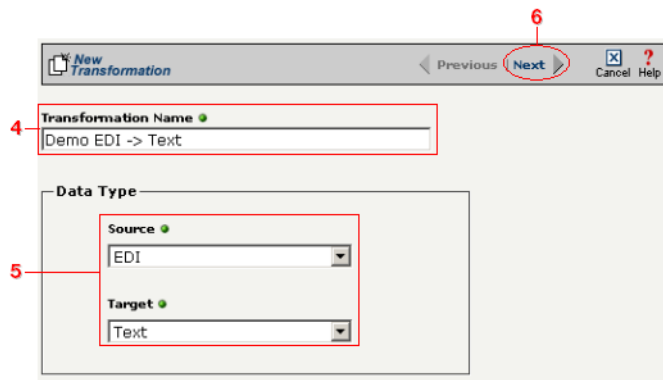 6
New
Transformation
Previous Next
Cancel Help
4
Transformation Name
Demo EDI -> Text
Data Type
Source
EDI
5
Target
Text